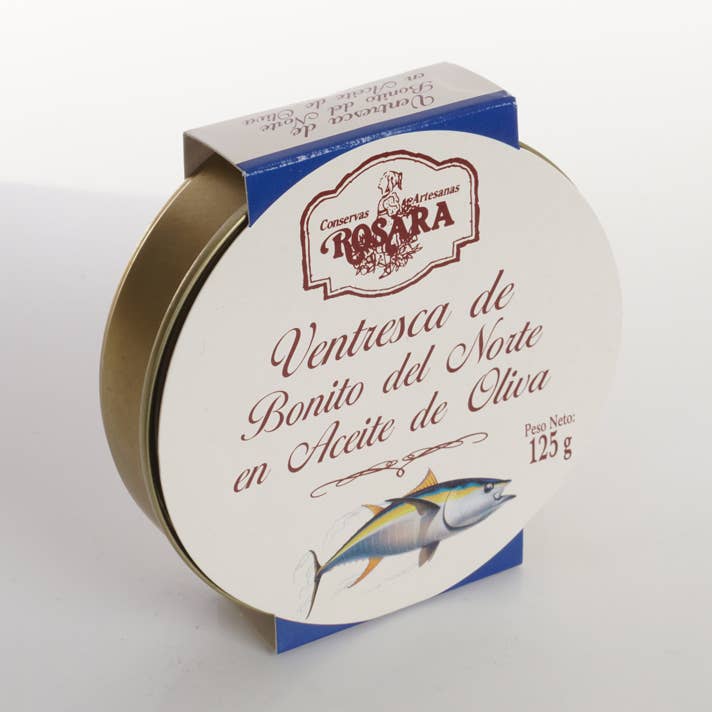 Ventresca de
Bonito del Norte
en Aceite de Oliva
Conservas Artesanas
ROSARA
Ventresca de
Bonito del Norte
en Aceite de Oliva
Peso Neto:
125 g